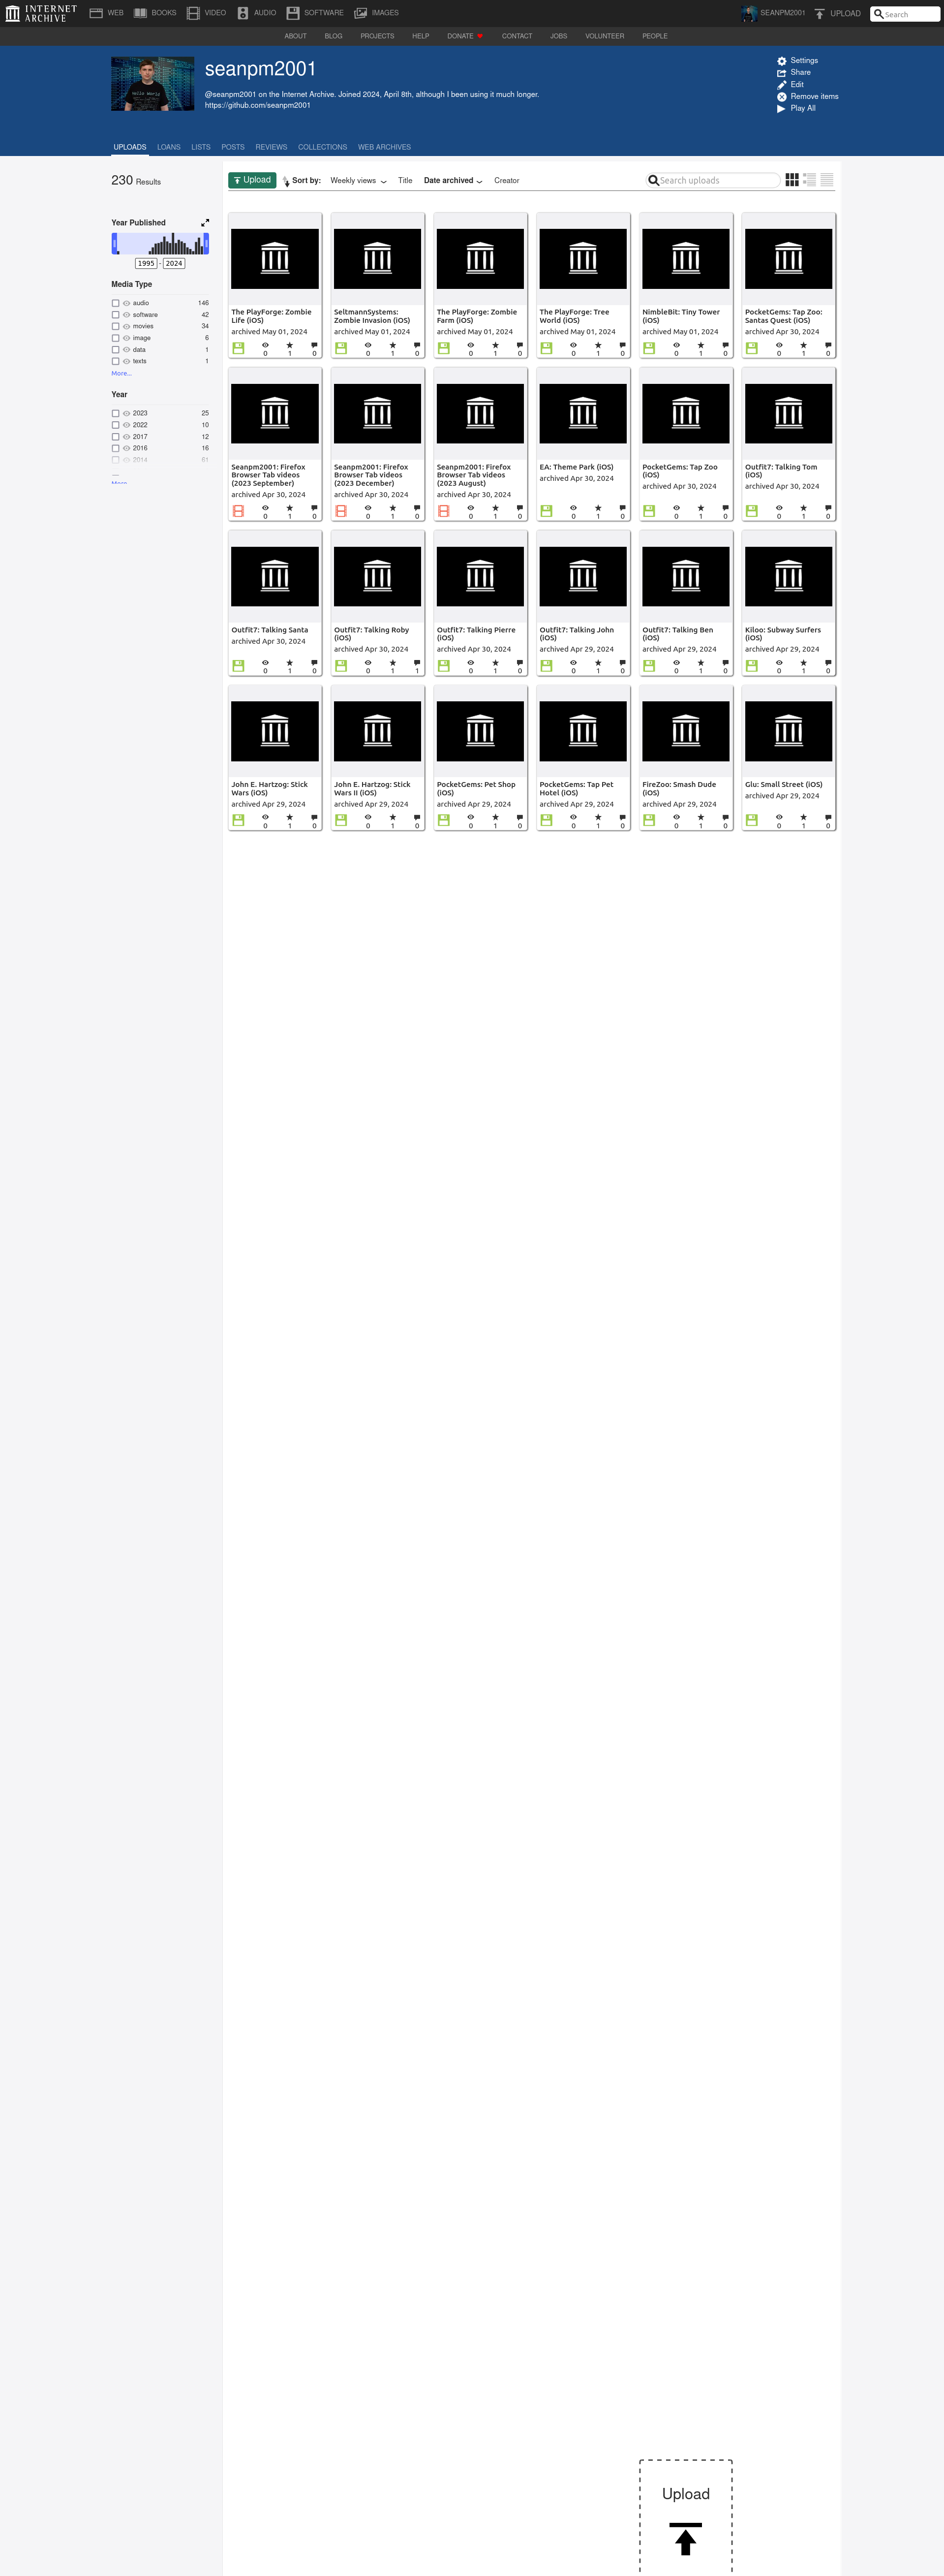 INTERNET
ARCHIVE
WEB
BOOKS
VIDEO
AUDIO
SOFTWARE
IMAGES
SEANPM2001
UPLOAD
Search
ABOUT
BLOG
PROJECTS
HELP
DONATE
CONTACT
JOBS
VOLUNTEER
PEOPLE
seanpm2001
@seanpm2001 on the Internet Archive. Joined 2024, April 8th, although I been using it much longer.
https://github.com/seanpm2001
Settings
Share
Edit
Remove items
Play All
UPLOADS
LOANS
LISTS
POSTS
REVIEWS
COLLECTIONS
WEB ARCHIVES
230 Results
Year Published
1995 - 2024
Media Type
audio 146
software 42
movies 34
image 6
data 1
texts 1
More...
Year
2023 25
2022 10
2017 12
2016 16
2014 61
More
Upload
Sort by:
Weekly views
Title
Date archived
Creator
Search uploads
The PlayForge: Zombie
Life (iOS)
archived May 01, 2024
0 1 0
SeltmannSystems:
Zombie Invasion (iOS)
archived May 01, 2024
0 1 0
The PlayForge: Zombie
Farm (iOS)
archived May 01, 2024
0 1 0
The PlayForge: Tree
World (iOS)
archived May 01, 2024
0 1 0
NimbleBit: Tiny Tower
(iOS)
archived May 01, 2024
0 1 0
PocketGems: Tap Zoo:
Santas Quest (iOS)
archived Apr 30, 2024
0 1 0
Seanpm2001: Firefox
Browser Tab videos
(2023 September)
archived Apr 30, 2024
0 1 0
Seanpm2001: Firefox
Browser Tab videos
(2023 December)
archived Apr 30, 2024
0 1 0
Seanpm2001: Firefox
Browser Tab videos
(2023 August)
archived Apr 30, 2024
0 1 0
EA: Theme Park (iOS)
archived Apr 30, 2024
0 1 0
PocketGems: Tap Zoo
(iOS)
archived Apr 30, 2024
0 1 0
Outfit7: Talking Tom
(iOS)
archived Apr 30, 2024
0 1 0
Outfit7: Talking Santa
archived Apr 30, 2024
0 1 0
Outfit7: Talking Roby
(iOS)
archived Apr 30, 2024
0 1 1
Outfit7: Talking Pierre
(iOS)
archived Apr 30, 2024
0 1 0
Outfit7: Talking John
(iOS)
archived Apr 29, 2024
0 1 0
Outfit7: Talking Ben
(iOS)
archived Apr 29, 2024
0 1 0
Kiloo: Subway Surfers
(iOS)
archived Apr 29, 2024
0 1 0
John E. Hartzog: Stick
Wars (iOS)
archived Apr 29, 2024
0 1 0
John E. Hartzog: Stick
Wars II (iOS)
archived Apr 29, 2024
0 1 0
PocketGems: Pet Shop
(iOS)
archived Apr 29, 2024
0 1 0
PocketGems: Tap Pet
Hotel (iOS)
archived Apr 29, 2024
0 1 0
FireZoo: Smash Dude
(iOS)
archived Apr 29, 2024
0 1 0
Glu: Small Street (iOS)
archived Apr 29, 2024
0 1 0
Upload